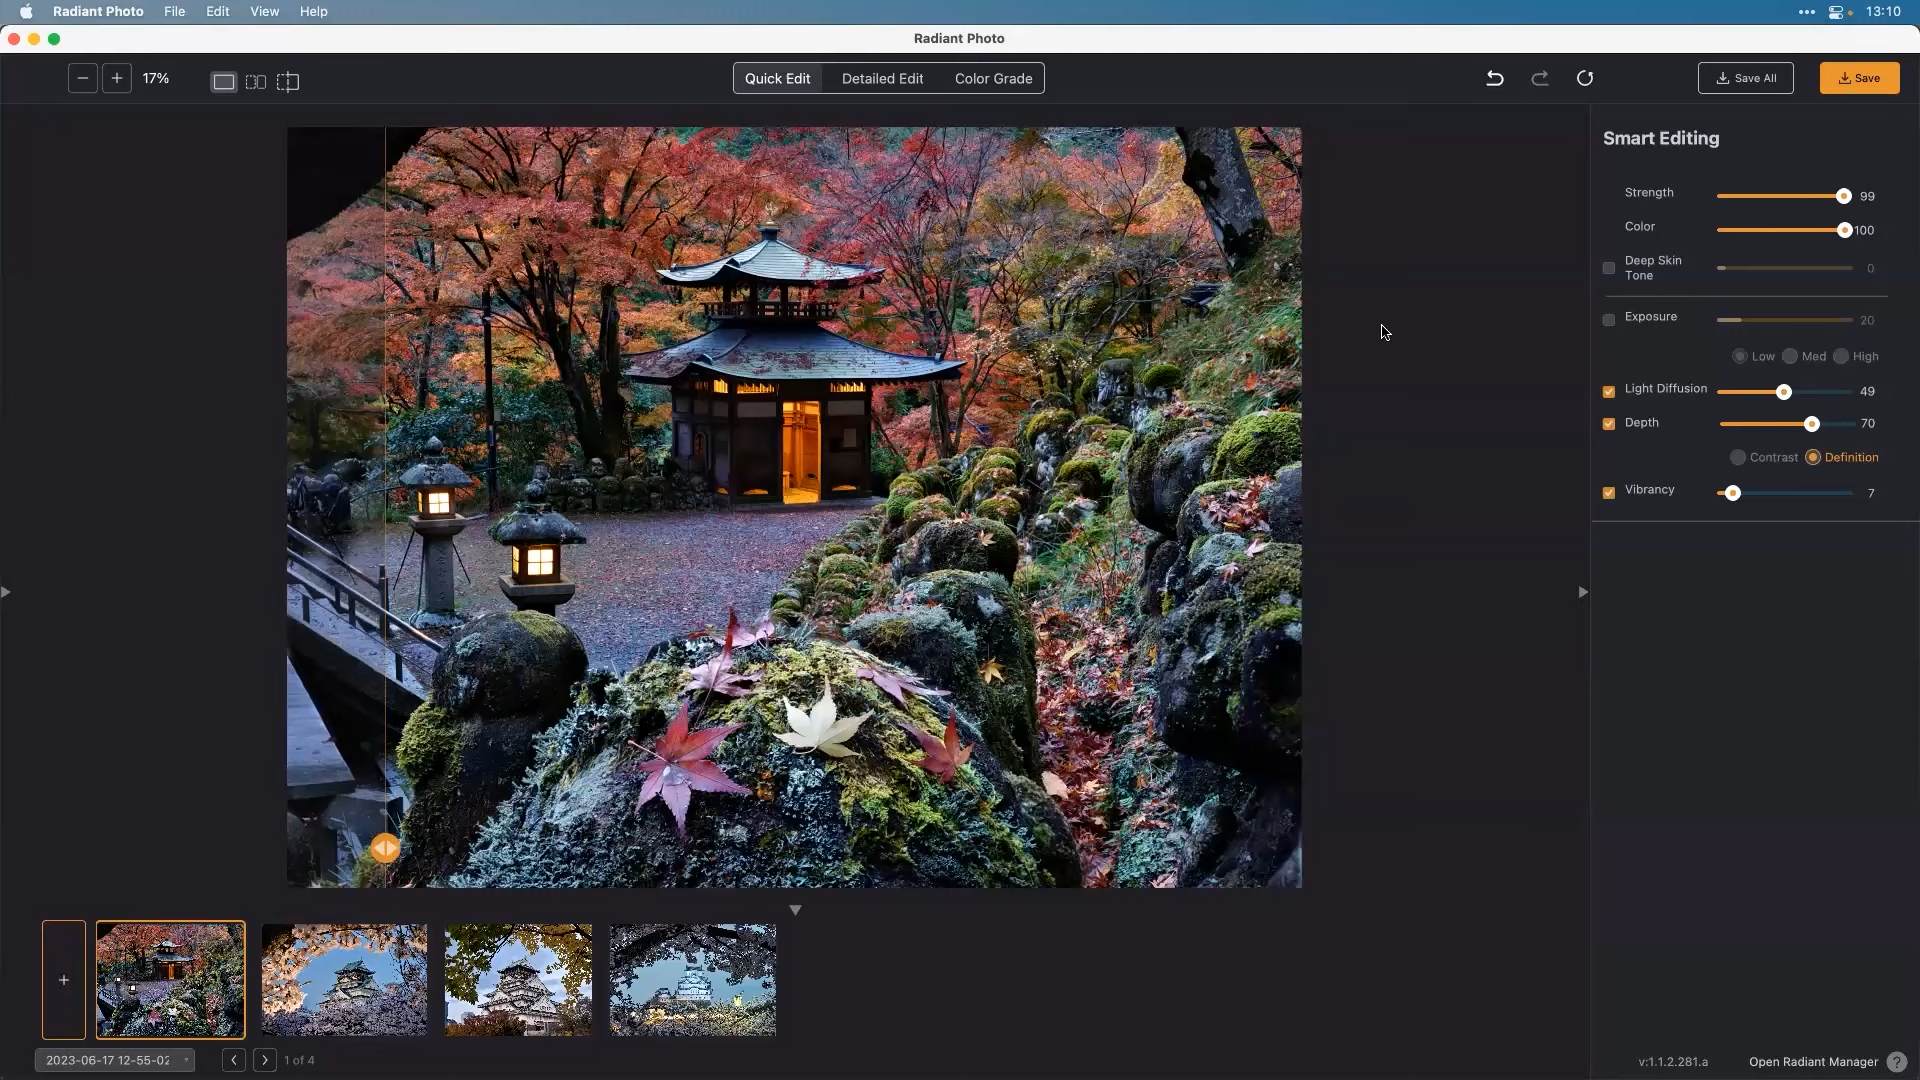 Radiant Photo File Edit View Help 13:10
Radiant Photo
17% Quick Edit Detailed Edit Color Grade Save All Save
Smart Editing
Strength 99
Color 100
Deep Skin
Tone 0
Exposure 20
Low Med High
Light Diffusion 49
Depth 70
Contrast Definition
Vibrancy 7
2023-06-17 12-55-02 1 of 4 v:1.1.2.281.a Open Radiant Manager ?